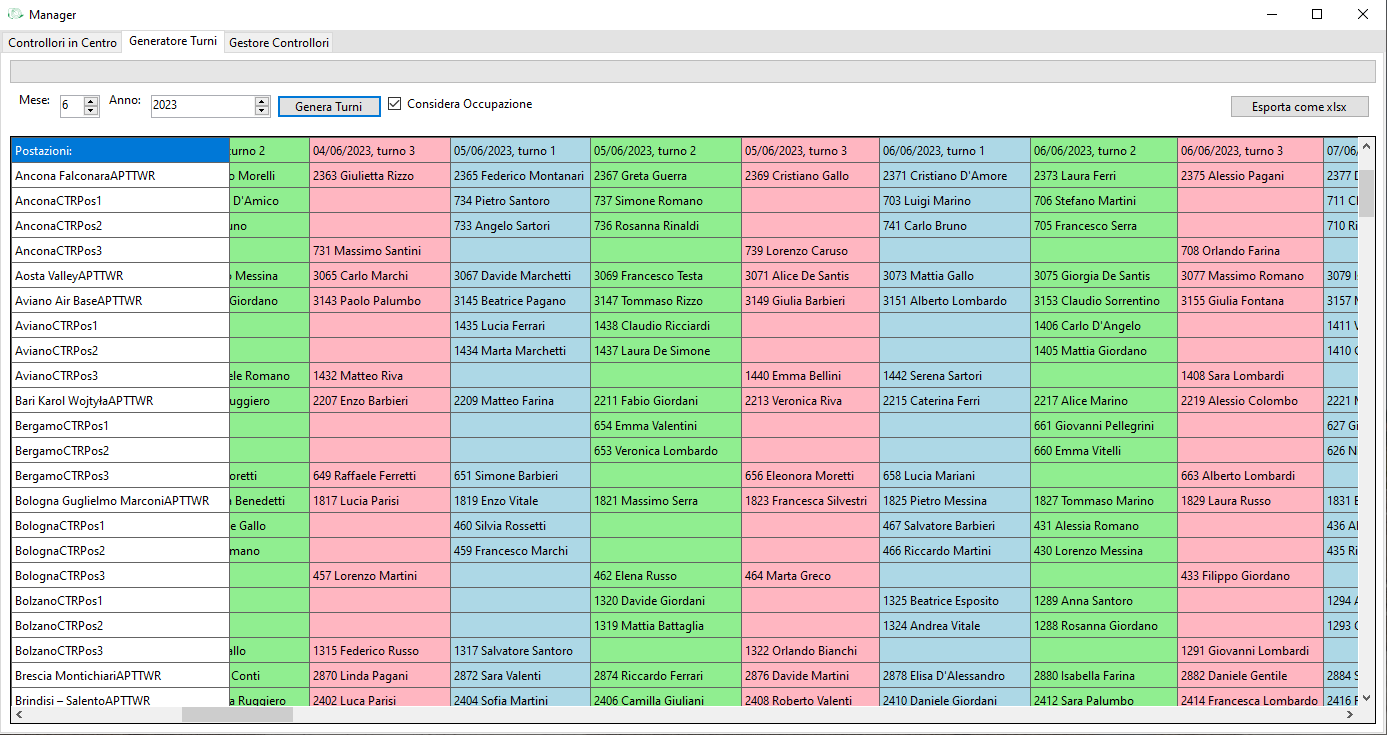 Manager
Controllori in Centro Generatore Turni Gestore Controllori
Mese: 6 Anno: 2023 Genera Turni Considera Occupazione Esporta come xlsx
Postazioni: turno 2 04/06/2023, turno 3 05/06/2023, turno 1 05/06/2023, turno 2 05/06/2023, turno 3 06/06/2023, turno 1 06/06/2023, turno 2 06/06/2023, turno 3 07/06/
Ancona FalconaraAPTTWR Morelli 2363 Giulietta Rizzo 2365 Federico Montanari 2367 Greta Guerra 2369 Cristiano Gallo 2371 Cristiano D'Amore 2373 Laura Ferri 2375 Alessio Pagani 2377
AnconaCTRPos1 D'Amico 734 Pietro Santoro 737 Simone Romano 703 Luigi Marino 706 Stefano Martini 711
AnconaCTRPos2 uno 733 Angelo Sartori 736 Rosanna Rinaldi 741 Carlo Bruno 705 Francesco Serra 710 Ri
AnconaCTRPos3 731 Massimo Santini 739 Lorenzo Caruso 708 Orlando Farina
Aosta ValleyAPTTWR Messina 3065 Carlo Marchi 3067 Davide Marchetti 3069 Francesco Testa 3071 Alice De Santis 3073 Mattia Gallo 3075 Giorgia De Santis 3077 Massimo Romano 3079
Aviano Air BaseAPTTWR Giordano 3143 Paolo Palumbo 3145 Beatrice Pagano 3147 Tommaso Rizzo 3149 Giulia Barbieri 3151 Alberto Lombardo 3153 Claudio Sorrentino 3155 Giulia Fontana 3157
AvianoCTRPos1 1435 Lucia Ferrari 1438 Claudio Ricciardi 1406 Carlo D'Angelo 1411
AvianoCTRPos2 1434 Marta Marchetti 1437 Laura De Simone 1405 Mattia Giordano 1410
AvianoCTRPos3 ele Romano 1432 Matteo Riva 1440 Emma Bellini 1442 Serena Sartori 1408 Sara Lombardi
Bari Karol WojtyłaAPTTWR uggiero 2207 Enzo Barbieri 2209 Matteo Farina 2211 Fabio Giordani 2213 Veronica Riva 2215 Caterina Ferri 2217 Alice Marino 2219 Alessio Colombo 2221
BergamoCTRPos1 654 Emma Valentini 661 Giovanni Pellegrini 627 Gi
BergamoCTRPos2 653 Veronica Lombardo 660 Emma Vitelli 626 N
BergamoCTRPos3 oretti 649 Raffaele Ferretti 651 Simone Barbieri 656 Eleonora Moretti 658 Lucia Mariani 663 Alberto Lombardi
Bologna Guglielmo MarconiAPTTWR Benedetti 1817 Lucia Parisi 1819 Enzo Vitale 1821 Massimo Serra 1823 Francesca Silvestri 1825 Pietro Messina 1827 Tommaso Marino 1829 Laura Russo 1831
BolognaCTRPos1 e Gallo 460 Silvia Rossetti 467 Salvatore Barbieri 431 Alessia Romano 436 Al
BolognaCTRPos2 mano 459 Francesco Marchi 466 Riccardo Martini 430 Lorenzo Messina 435 Ri
BolognaCTRPos3 457 Lorenzo Martini 462 Elena Russo 464 Marta Greco 433 Filippo Giordano
BolzanoCTRPos1 1320 Davide Giordani 1325 Beatrice Esposito 1289 Anna Santoro 1294
BolzanoCTRPos2 1319 Mattia Battaglia 1324 Andrea Vitale 1288 Rosanna Giordano 1293
BolzanoCTRPos3 allo 1315 Federico Russo 1317 Salvatore Santoro 1322 Orlando Bianchi 1291 Giovanni Lombardi
Brescia MontichiariAPTTWR Conti 2870 Linda Pagani 2872 Sara Valenti 2874 Riccardo Ferrari 2876 Davide Martini 2878 Elisa D'Alessandro 2880 Isabella Farina 2882 Daniele Gentile 2884
Brindisi – SalentoAPTTWR a Ruggiero 2402 Luca Parisi 2404 Sofia Martini 2406 Camilla Giuliani 2408 Roberto Valenti 2410 Daniele Giordani 2412 Sara Palumbo 2414 Francesca Lombardo 2416